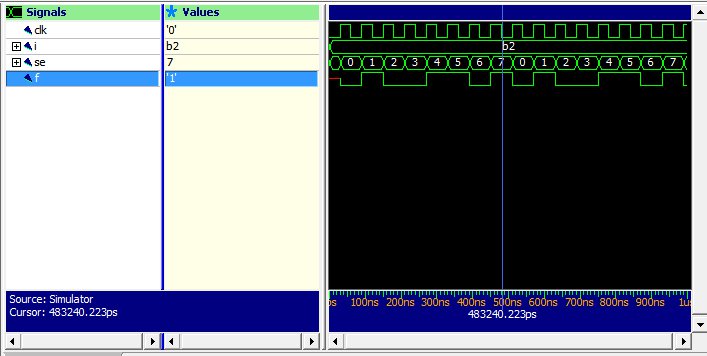 Signals
Values
clk
'0'
i
b2
b2
se
7
0 1 2 3 4 5 6 7 0 1 2 3 4 5 6 7
f
'1'
ps 100ns 200ns 300ns 400ns 500ns 600ns 700ns 800ns 900ns 1us
483240.223ps
Source: Simulator
Cursor: 483240.223ps